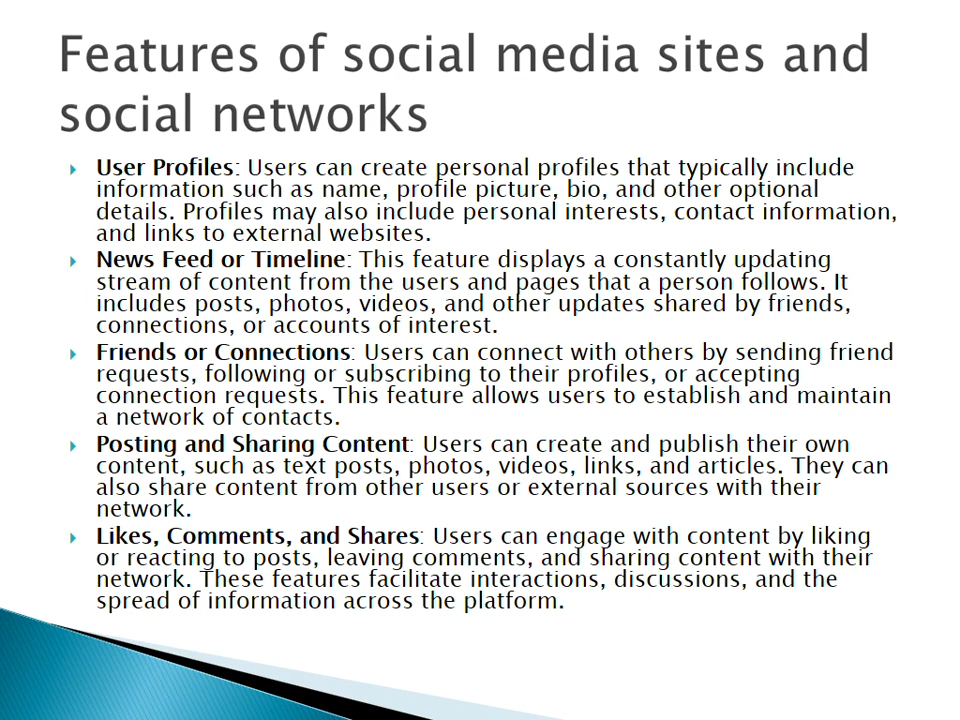 Features of social media sites and
social networks
User Profiles: Users can create personal profiles that typically include
information such as name, profile picture, bio, and other optional
details. Profiles may also include personal interests, contact information,
and links to external websites.
News Feed or Timeline: This feature displays a constantly updating
stream of content from the users and pages that a person follows. It
includes posts, photos, videos, and other updates shared by friends,
connections, or accounts of interest.
Friends or Connections: Users can connect with others by sending friend
requests, following or subscribing to their profiles, or accepting
connection requests. This feature allows users to establish and maintain
a network of contacts.
Posting and Sharing Content: Users can create and publish their own
content, such as text posts, photos, videos, links, and articles. They can
also share content from other users or external sources with their
network.
Likes, Comments, and Shares: Users can engage with content by liking
or reacting to posts, leaving comments, and sharing content with their
network. These features facilitate interactions, discussions, and the
spread of information across the platform.